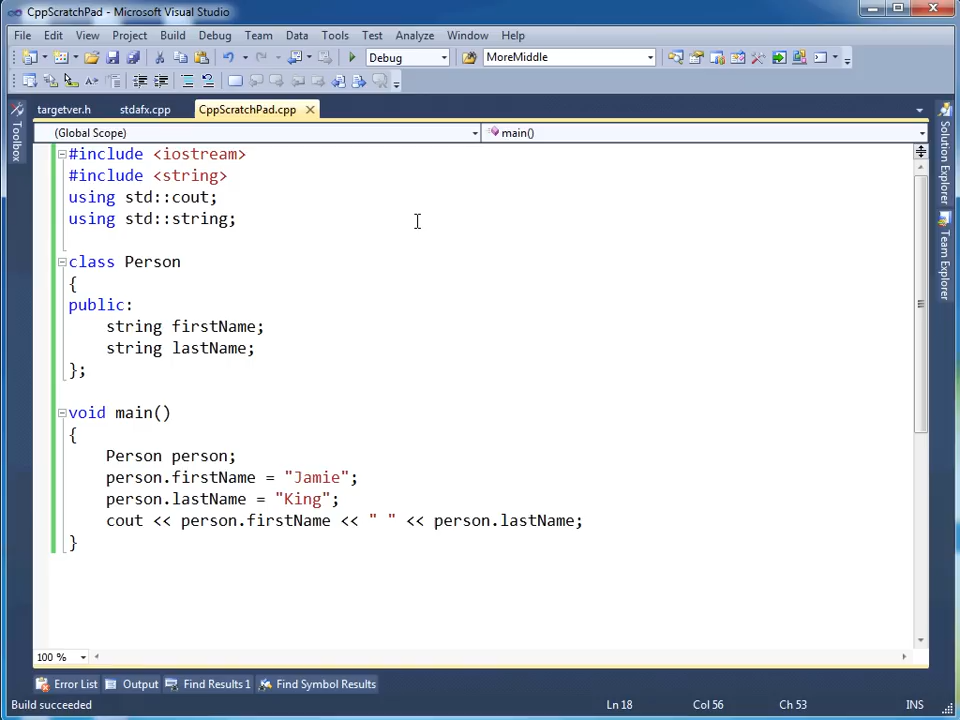 CppScratchPad - Microsoft Visual Studio
File Edit View Project Build Debug Team Data Tools Test Analyze Window Help
Debug MoreMiddle
targetver.h stdafx.cpp CppScratchPad.cpp
(Global Scope) main()
Toolbox
Solution Explorer
Team Explorer
#include <iostream>
#include <string>
using std::cout;
using std::string;
class Person
{
public:
string firstName;
string lastName;
};
void main()
{
Person person;
person.firstName = "Jamie";
person.lastName = "King";
cout << person.firstName << " " << person.lastName;
}
100 %
Error List Output Find Results 1 Find Symbol Results
Build succeeded Ln 18 Col 56 Ch 53 INS